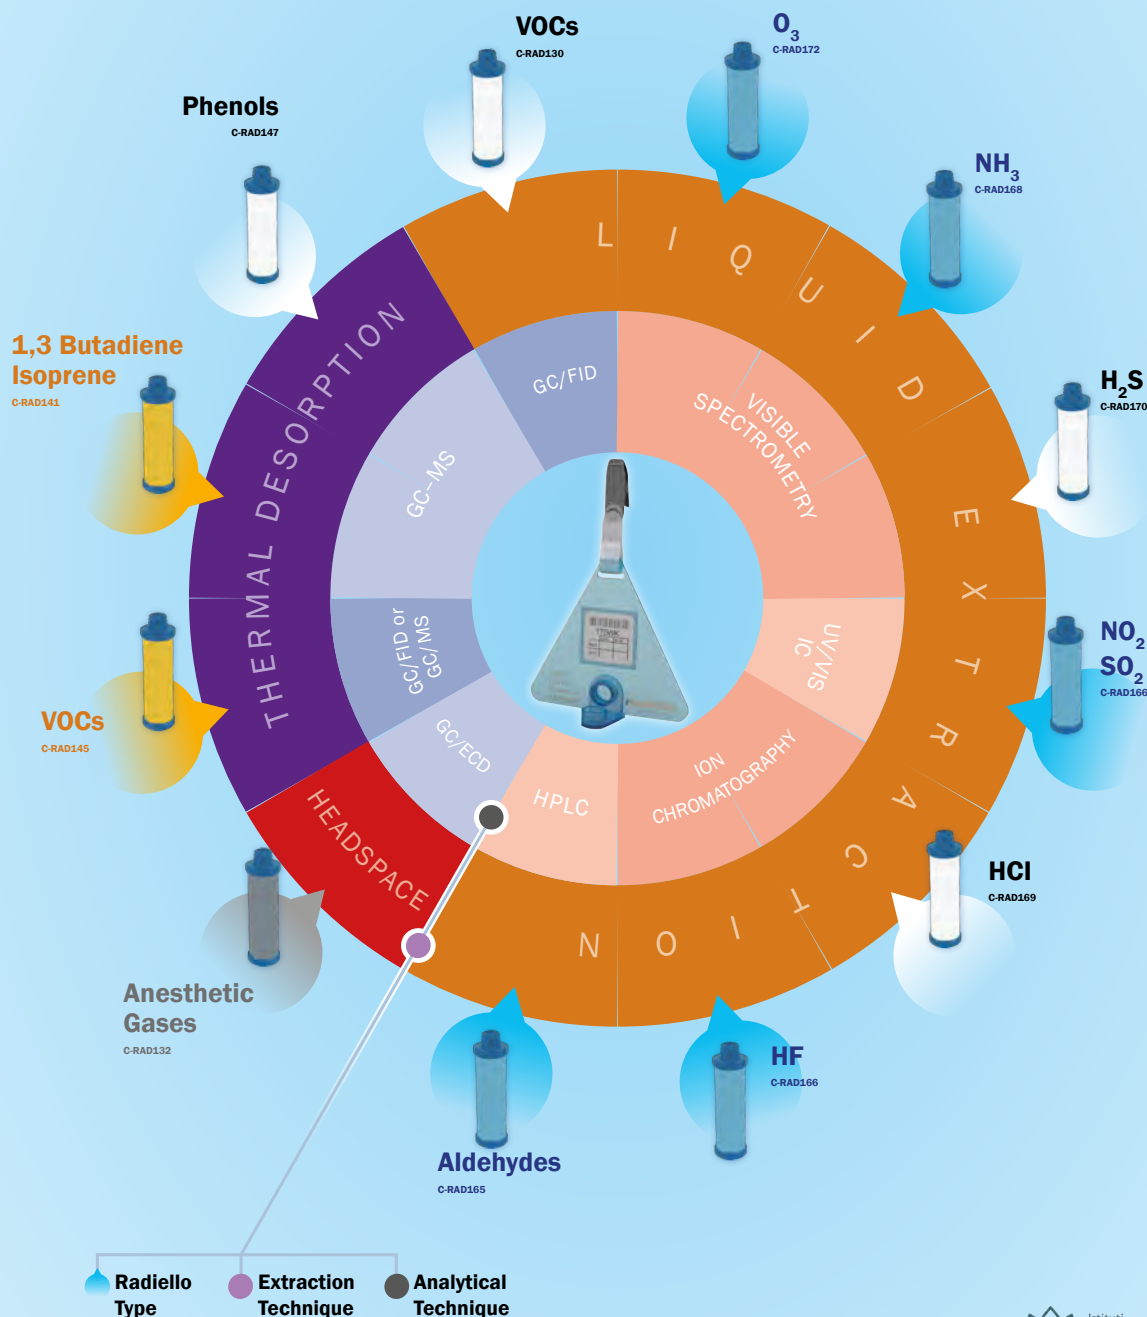 VOCs
C-RAD130
O3
C-RAD172
Phenols
C-RAD147
NH3
C-RAD168
1,3 Butadiene
Isoprene
C-RAD141
H2S
C-RAD170
NO2
SO2
C-RAD166
VOCs
C-RAD145
HCl
C-RAD169
Anesthetic
Gases
C-RAD132
HF
C-RAD166
Aldehydes
C-RAD165
LIQUID EXTRACTION
THERMAL DESORPTION
HEADSPACE
GC/FID
VISIBLE
SPECTROMETRY
GC-MS
UV/VIS
IC
GC/FID or
GC/MS
ION
CHROMATOGRAPHY
GC/ECD
HPLC
Radiello
Type
Extraction
Technique
Analytical
Technique